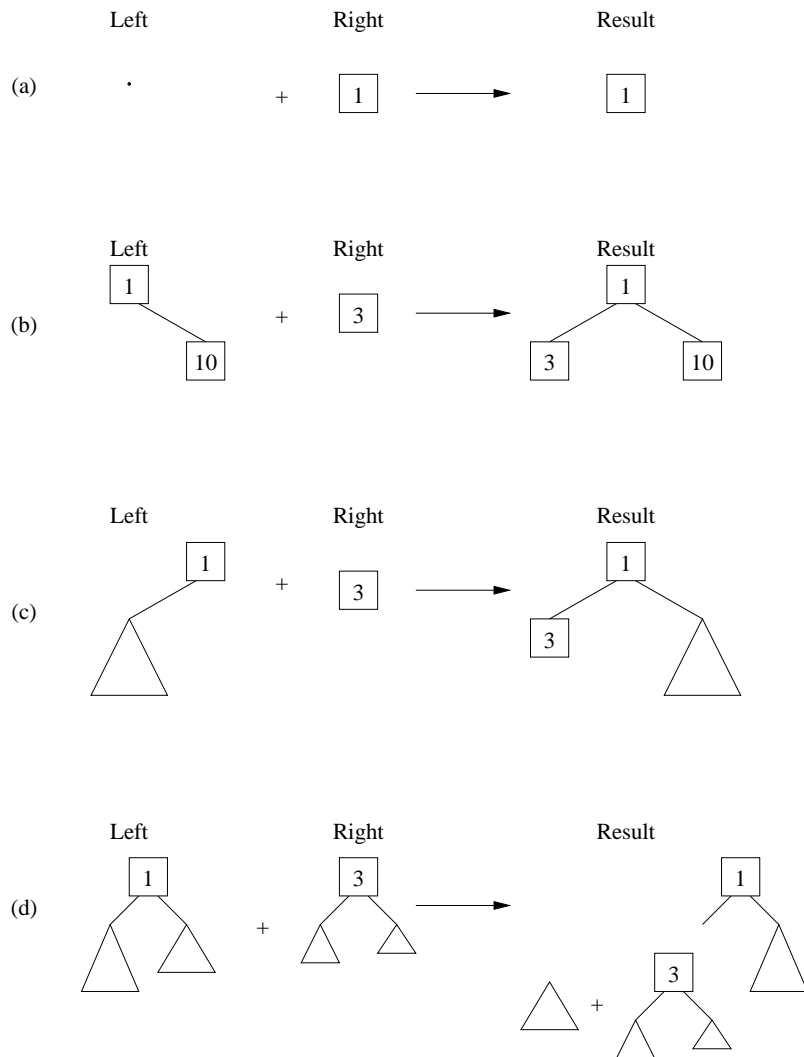 Left Right Result
(a) + 1 1
1
Left Right Result
1 1
(b) + 3
10 3 10
Left Right Result
1 1
(c) + 3
3
Left Right Result
1 3 1
(d) +
3
+